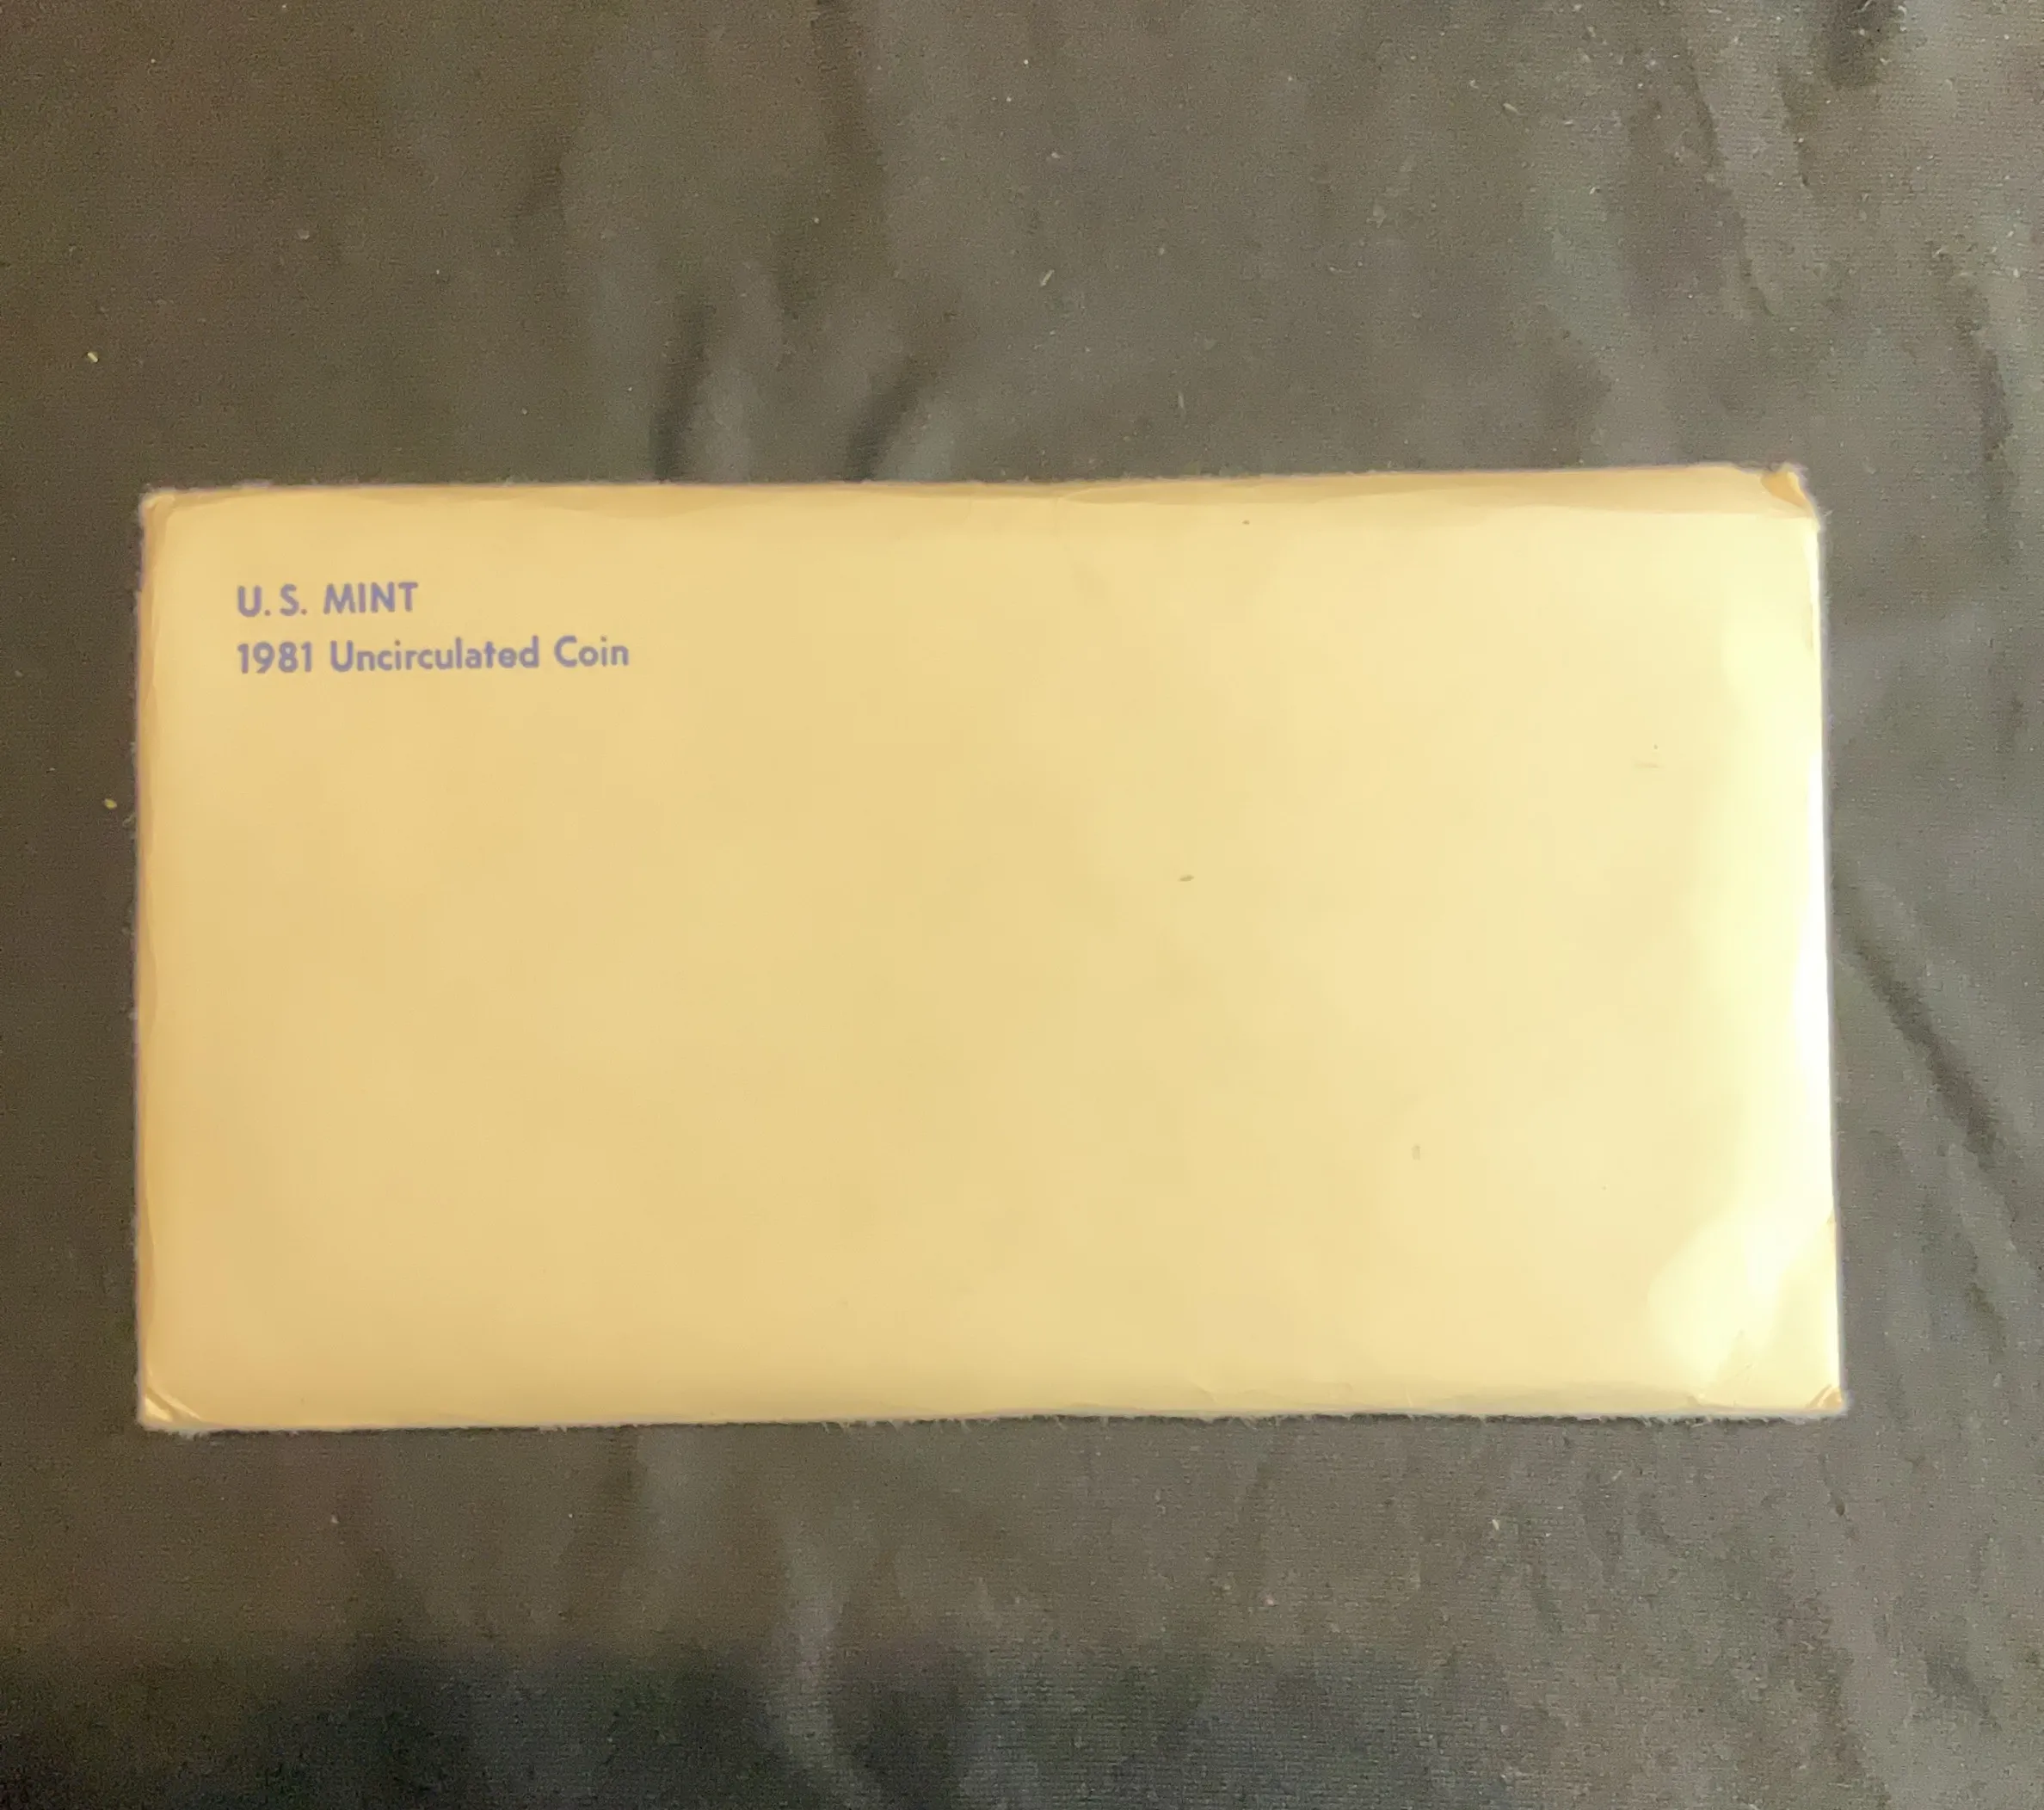 U. S. MINT
1981 Uncirculated Coin